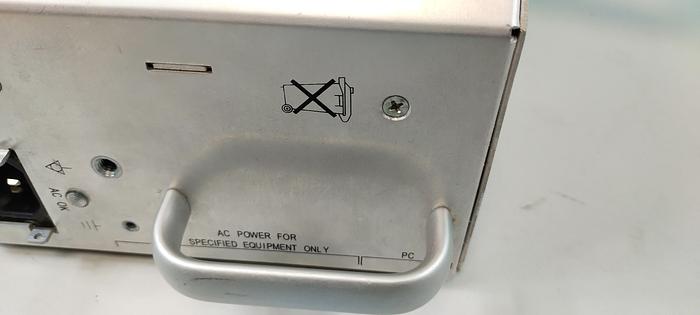 AC OK
AC POWER FOR
SPECIFIED EQUIPMENT ONLY
PC